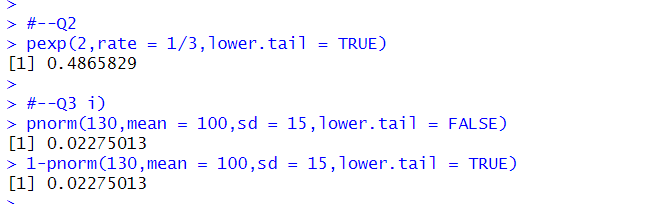 >
> #--Q2
> pexp(2,rate = 1/3,lower.tail = TRUE)
[1] 0.4865829
>
> #--Q3 i)
> pnorm(130,mean = 100,sd = 15,lower.tail = FALSE)
[1] 0.02275013
> 1-pnorm(130,mean = 100,sd = 15,lower.tail = TRUE)
[1] 0.02275013
>